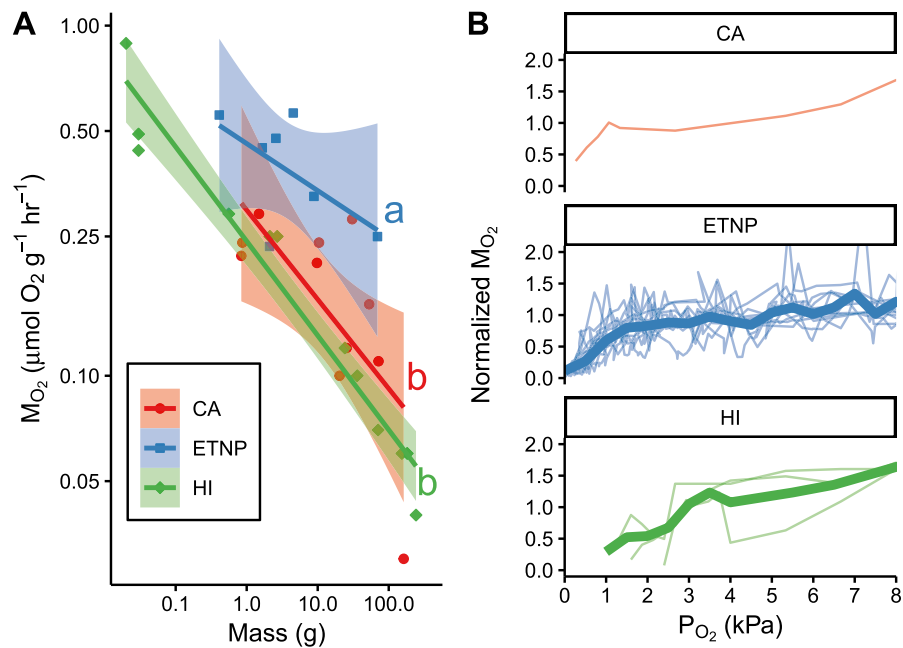 A
1.00
0.50
0.25
0.10
0.05
M_O₂ (μmol O₂ g⁻¹ hr⁻¹)
a
b
b
CA
ETNP
HI
0.1
1.0
10.0
100.0
Mass (g)
B
CA
2.0
1.5
1.0
0.5
0.0
ETNP
2.0
1.5
1.0
0.5
0.0
HI
2.0
1.5
1.0
0.5
0.0
Normalized M_O₂
0 1 2 3 4 5 6 7 8
P_O₂ (kPa)